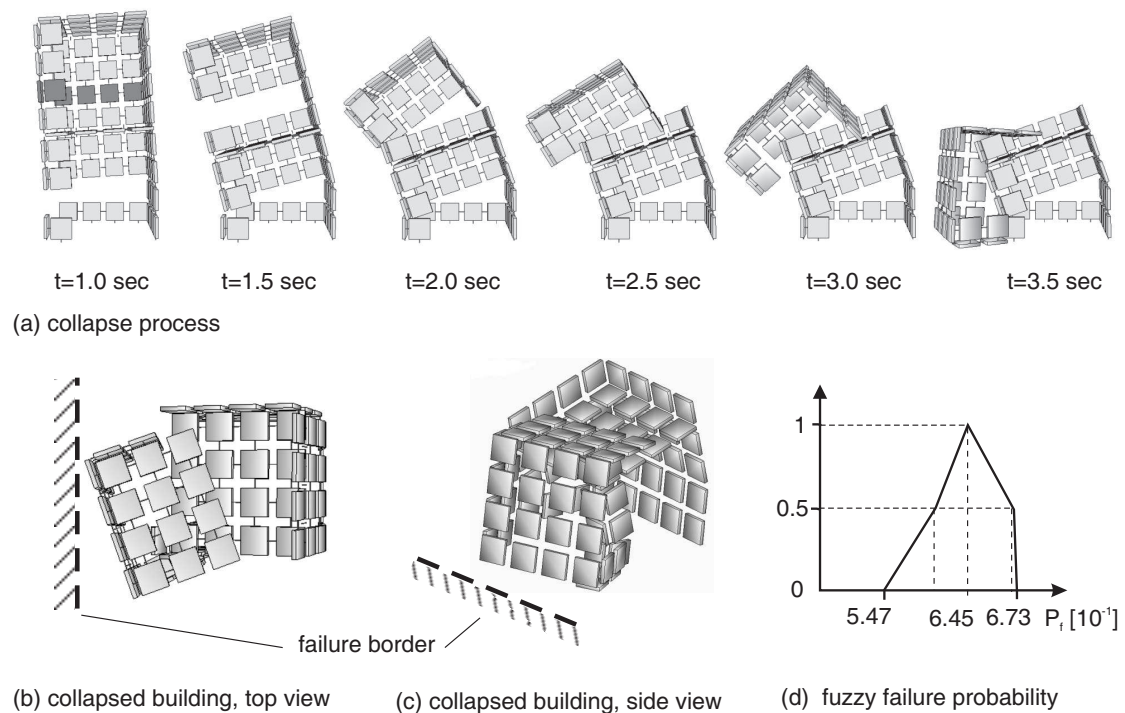 t=1.0 sec t=1.5 sec t=2.0 sec t=2.5 sec t=3.0 sec t=3.5 sec
(a) collapse process
failure border
(b) collapsed building, top view
(c) collapsed building, side view
1
0.5
0
5.47 6.45 6.73 P_f [10^-1]
(d) fuzzy failure probability